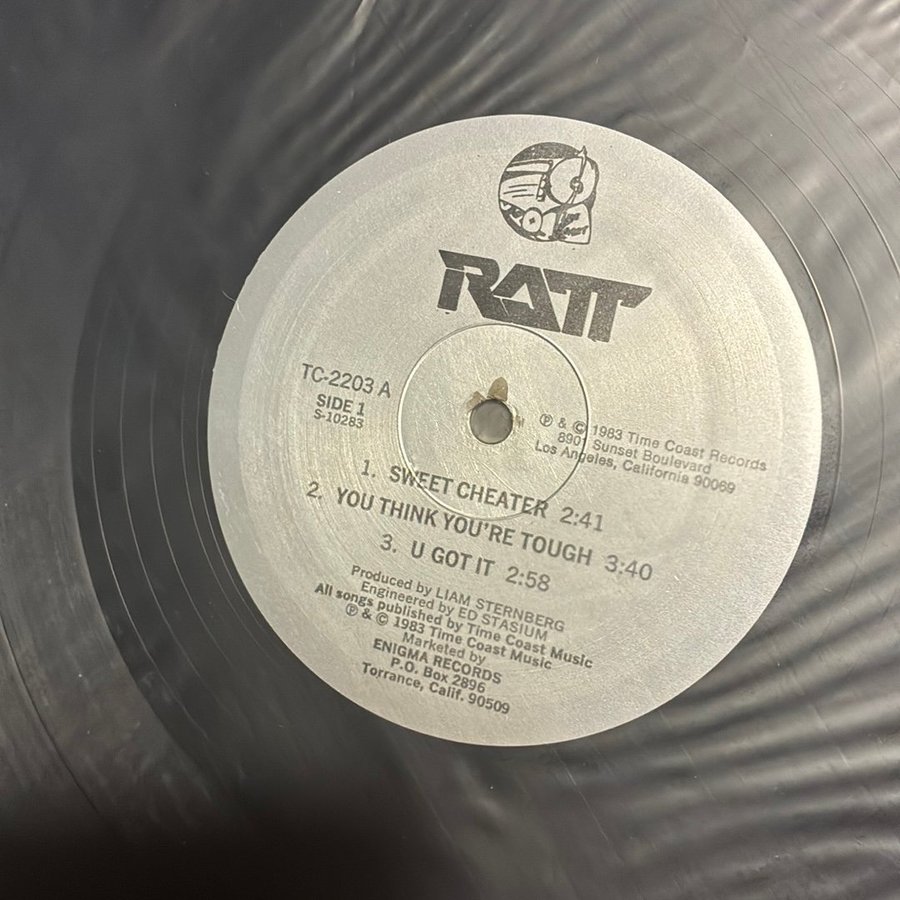 RATT
TC-2203 A
SIDE 1
S-10283
℗ & © 1983 Time Coast Records
8901 Sunset Boulevard
Los Angeles, California 90069
1. SWEET CHEATER 2:41
2. YOU THINK YOU'RE TOUGH 3:40
3. U GOT IT 2:58
Produced by LIAM STERNBERG
Engineered by ED STASIUM
All songs published by Time Coast Music
℗ & © 1983 Time Coast Music
Marketed by
ENIGMA RECORDS
P.O. Box 2896
Torrance, Calif. 90509